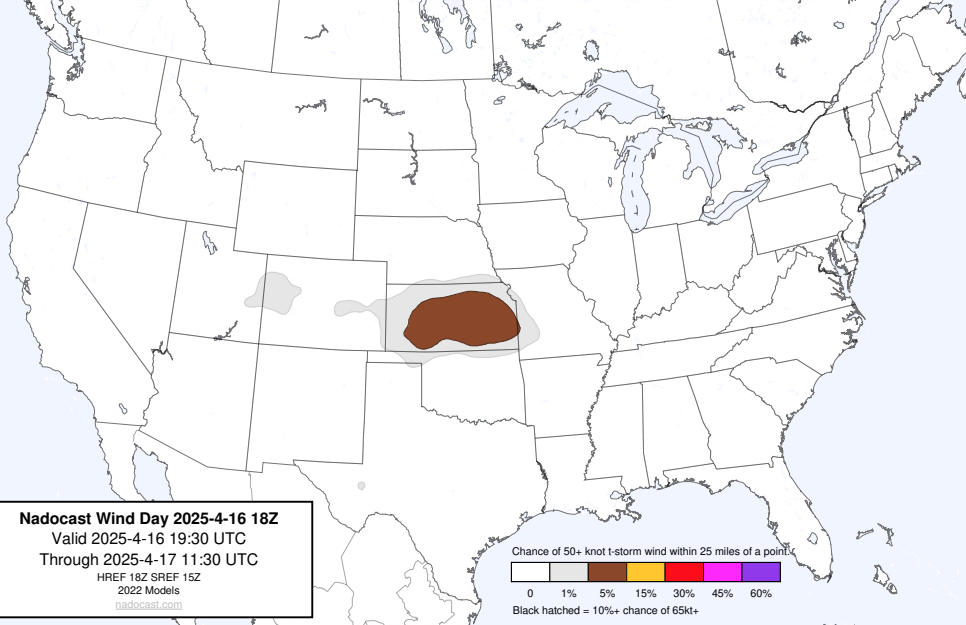 Nadocast Wind Day 2025-4-16 18Z
Valid 2025-4-16 19:30 UTC
Through 2025-4-17 11:30 UTC
HREF 18Z SREF 15Z
2022 Models
nadocast.com
Chance of 50+ knot t-storm wind within 25 miles of a point.
0 1% 5% 15% 30% 45% 60%
Black hatched = 10%+ chance of 65kt+